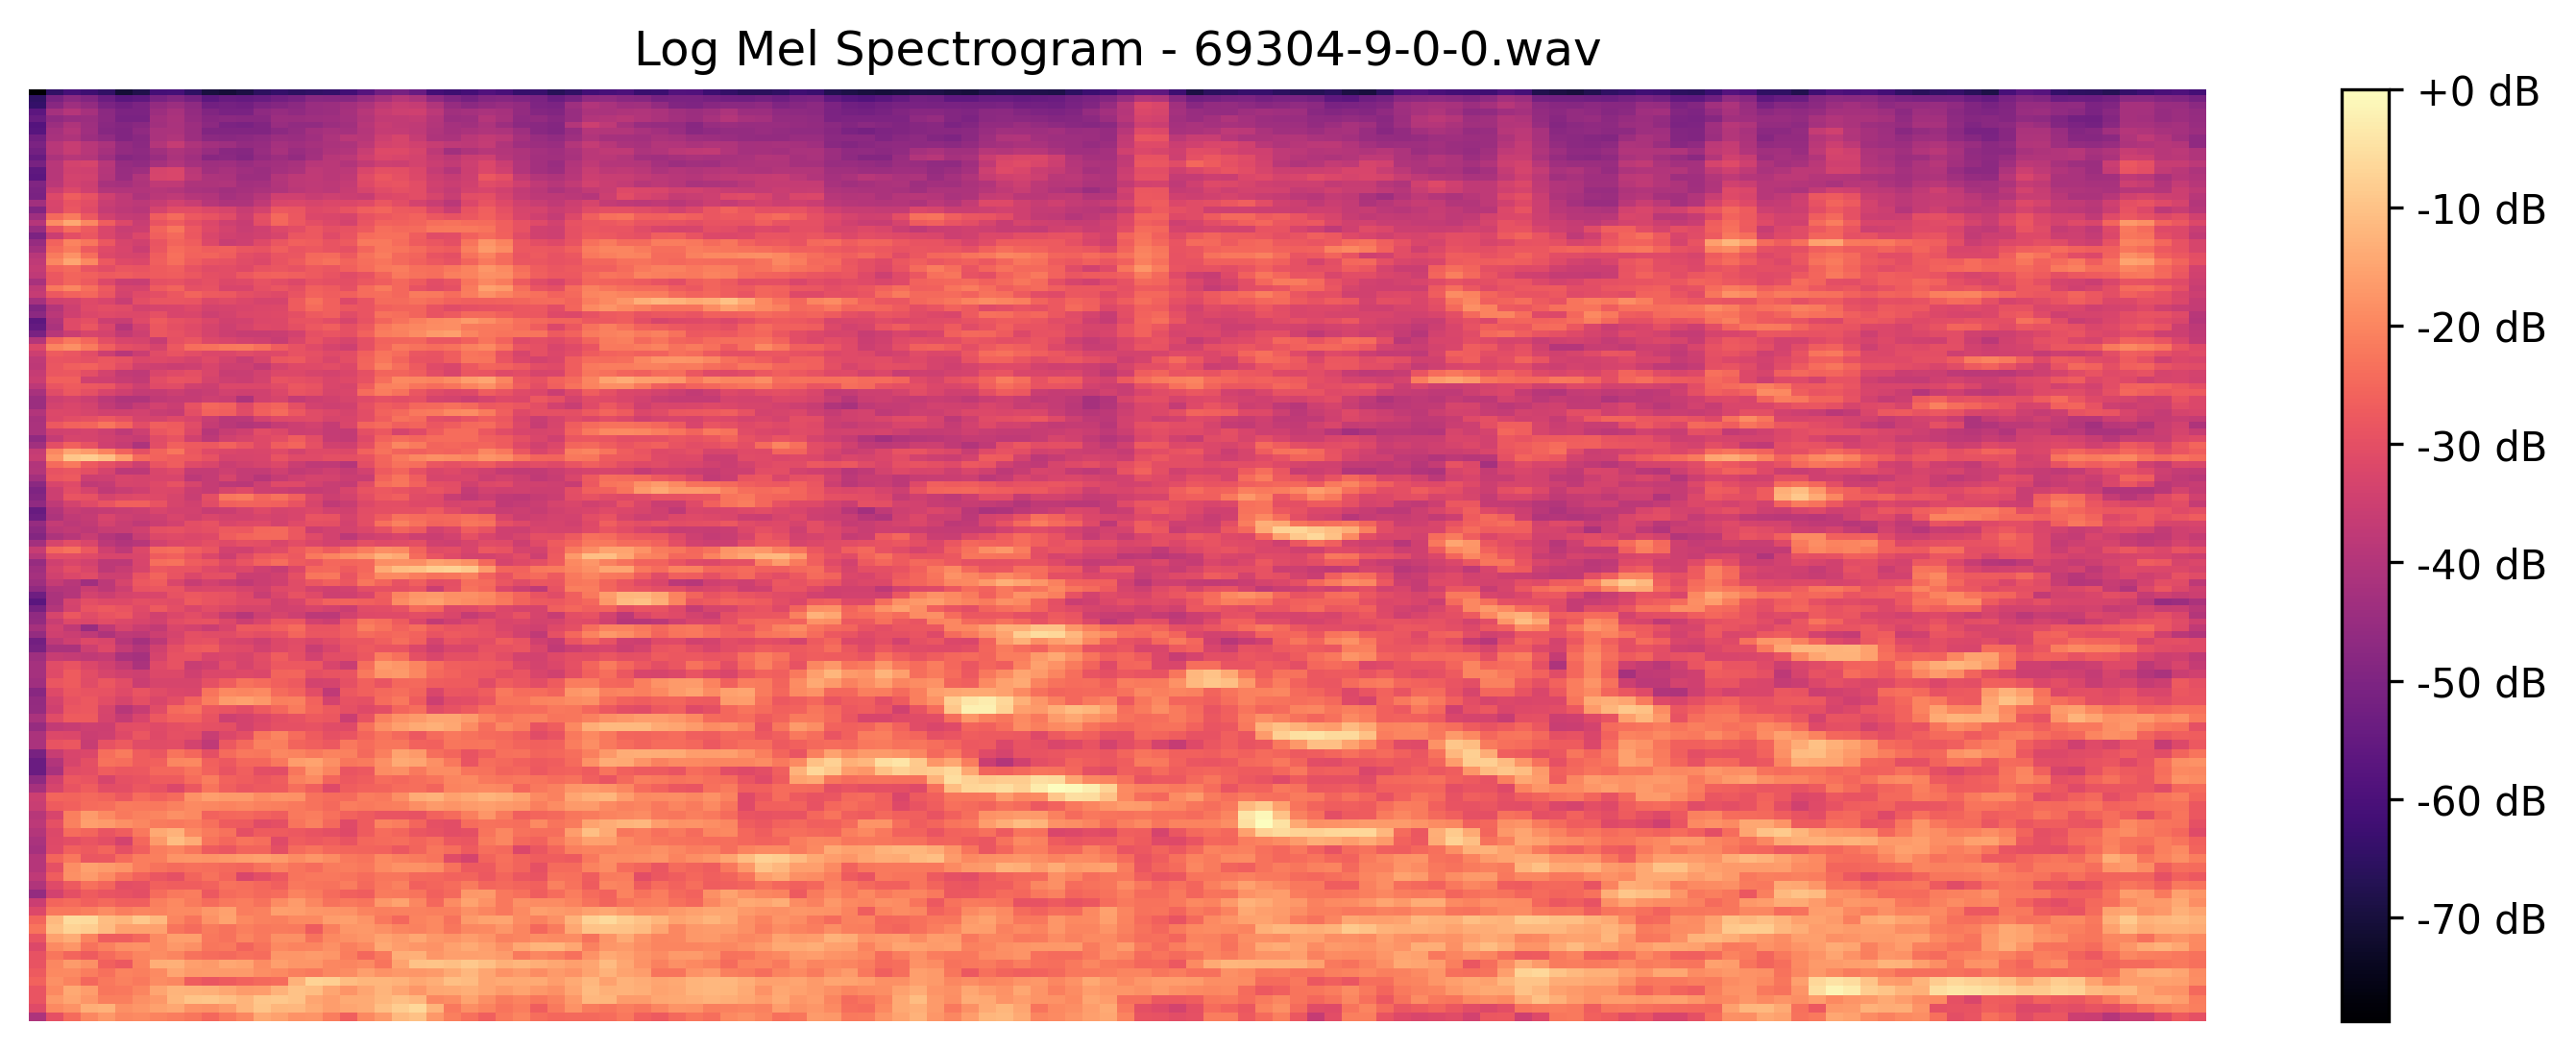 Log Mel Spectrogram - 69304-9-0-0.wav
+0 dB
-10 dB
-20 dB
-30 dB
-40 dB
-50 dB
-60 dB
-70 dB